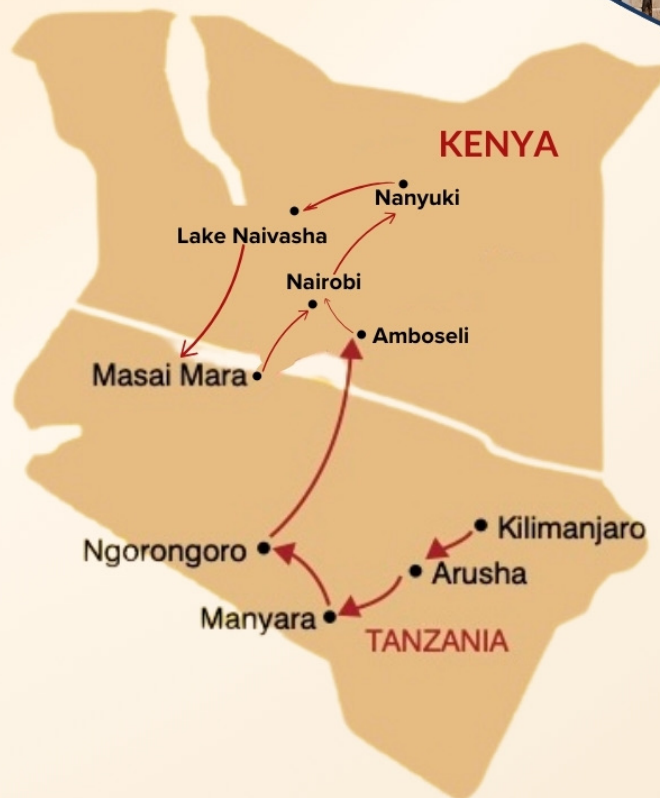 KENYA
Nanyuki
Lake Naivasha
Nairobi
Amboseli
Masai Mara
Kilimanjaro
Ngorongoro
Arusha
Manyara
TANZANIA